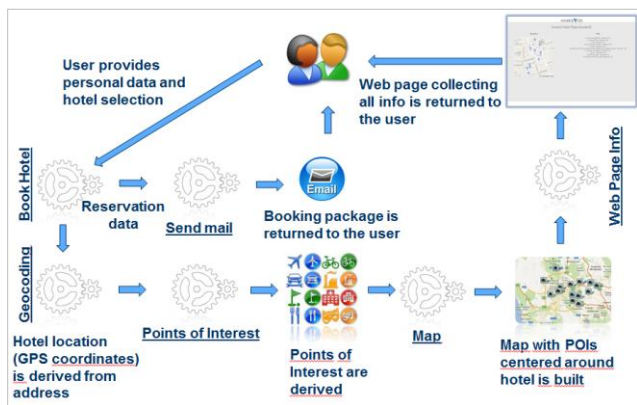 User provides
personal data and
hotel selection
Web page collecting
all info is returned to
the user
Book Hotel
Reservation
data
Send mail
Email
Booking package is
returned to the user
Web Page Info
Geocoding
Hotel location
(GPS coordinates)
is derived from
address
Points of Interest
Points of
Interest are
derived
Map
Map with POIs
centered around
hotel is built